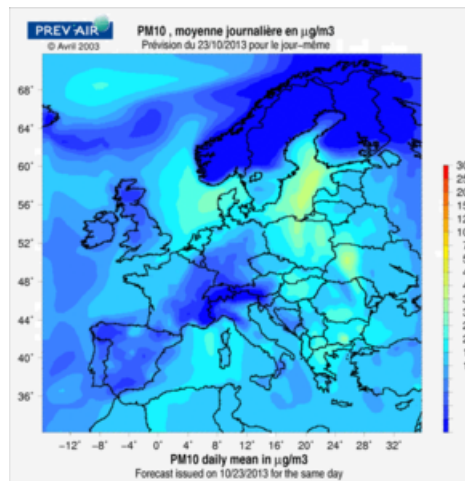 PREV'AIR
© Avril 2003
PM10 , moyenne journalière en µg/m3
Prévision du 23/10/2013 pour le jour-même
68°
64°
60°
56°
52°
48°
44°
40°
36°
−12° −8° −4° 0° 4° 8° 12° 16° 20° 24° 28° 32°
PM10 daily mean in µg/m3
Forecast issued on 10/23/2013 for the same day